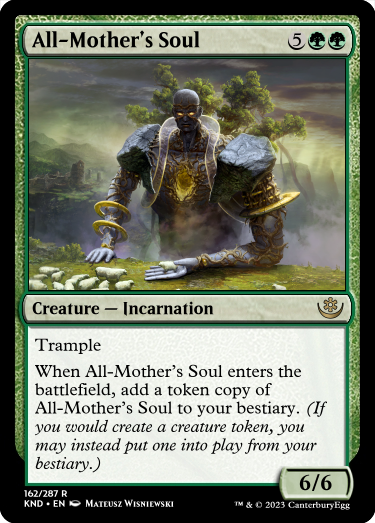 All-Mother's Soul 5
Creature — Incarnation
Trample
When All-Mother's Soul enters the
battlefield, add a token copy of
All-Mother's Soul to your bestiary. (If
you would create a creature token, you
may instead put one into play from your
bestiary.)
6/6
162/287 R
KND • EN Mateusz Wisniewski
™ & © 2023 CanterburyEgg